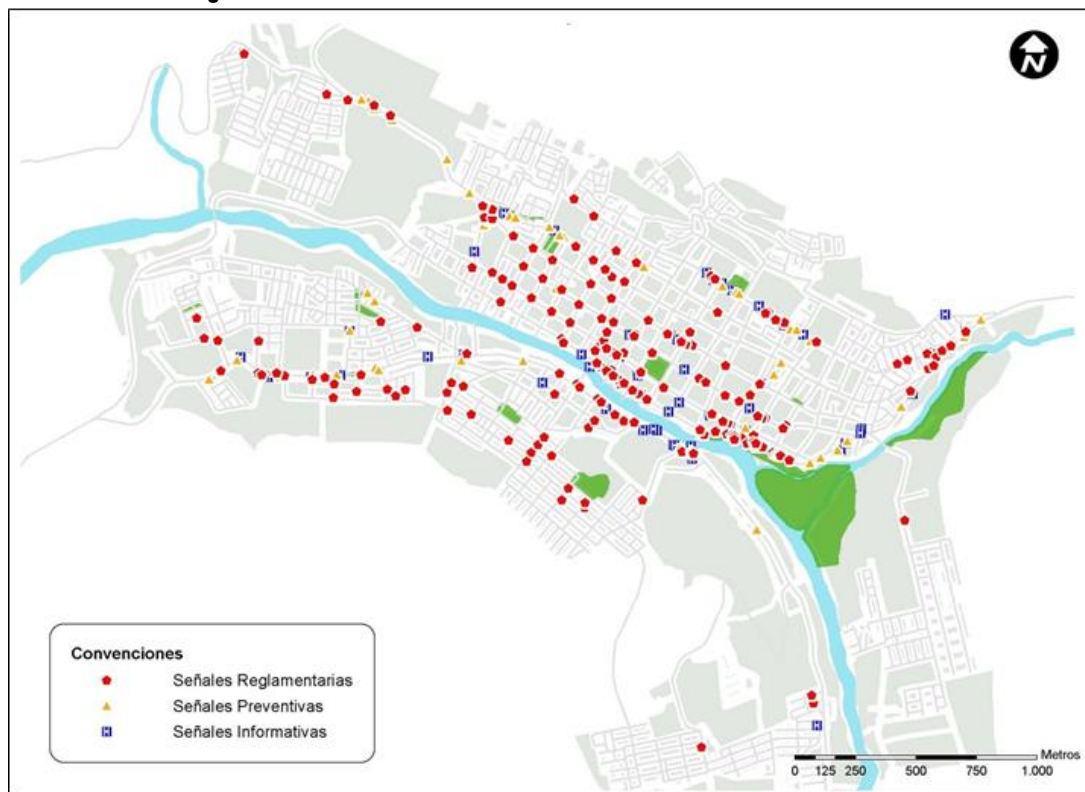 N
Convenciones
Señales Reglamentarias
Señales Preventivas
Señales Informativas
Metros
0 125 250 500 750 1.000